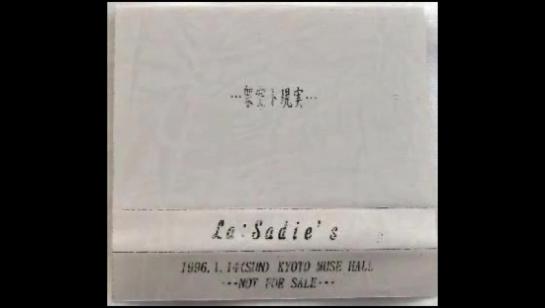 …架空ト現実…
La:Sadie's
1996.1.14(SUN) KYOTO MUSE HALL
---NOT FOR SALE---